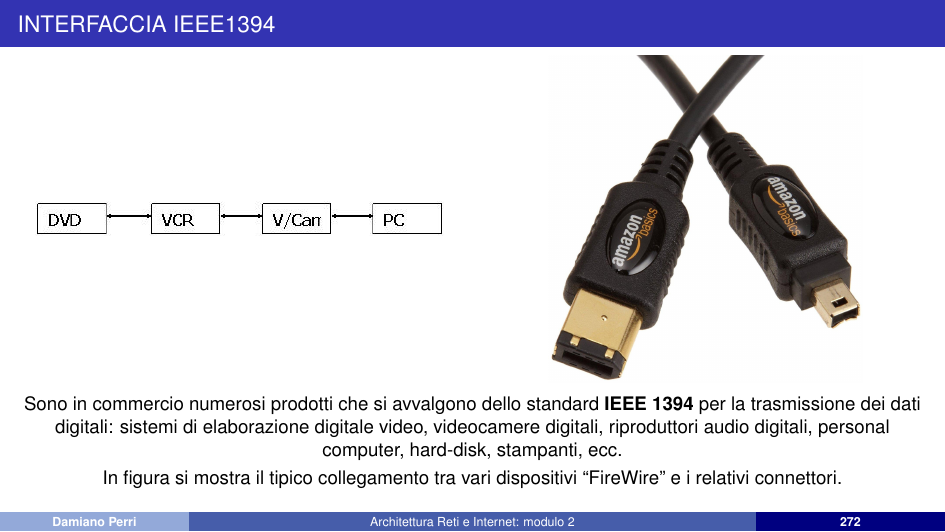 INTERFACCIA IEEE1394
DVD
VCR
V/Cam
PC
amazon
basics
amazon
basics
Sono in commercio numerosi prodotti che si avvalgono dello standard IEEE 1394 per la trasmissione dei dati
digitali: sistemi di elaborazione digitale video, videocamere digitali, riproduttori audio digitali, personal
computer, hard-disk, stampanti, ecc.
In figura si mostra il tipico collegamento tra vari dispositivi “FireWire” e i relativi connettori.
Damiano Perri
Architettura Reti e Internet: modulo 2
272